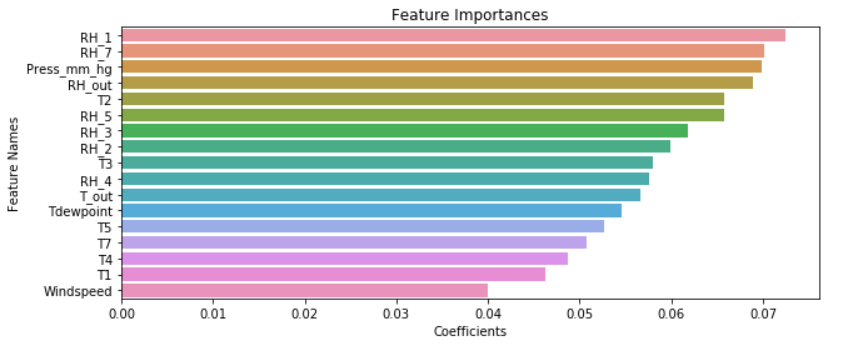 Feature Importances
Feature Names
RH_1
RH_7
Press_mm_hg
RH_out
T2
RH_5
RH_3
RH_2
T3
RH_4
T_out
Tdewpoint
T5
T7
T4
T1
Windspeed
0.00 0.01 0.02 0.03 0.04 0.05 0.06 0.07
Coefficients